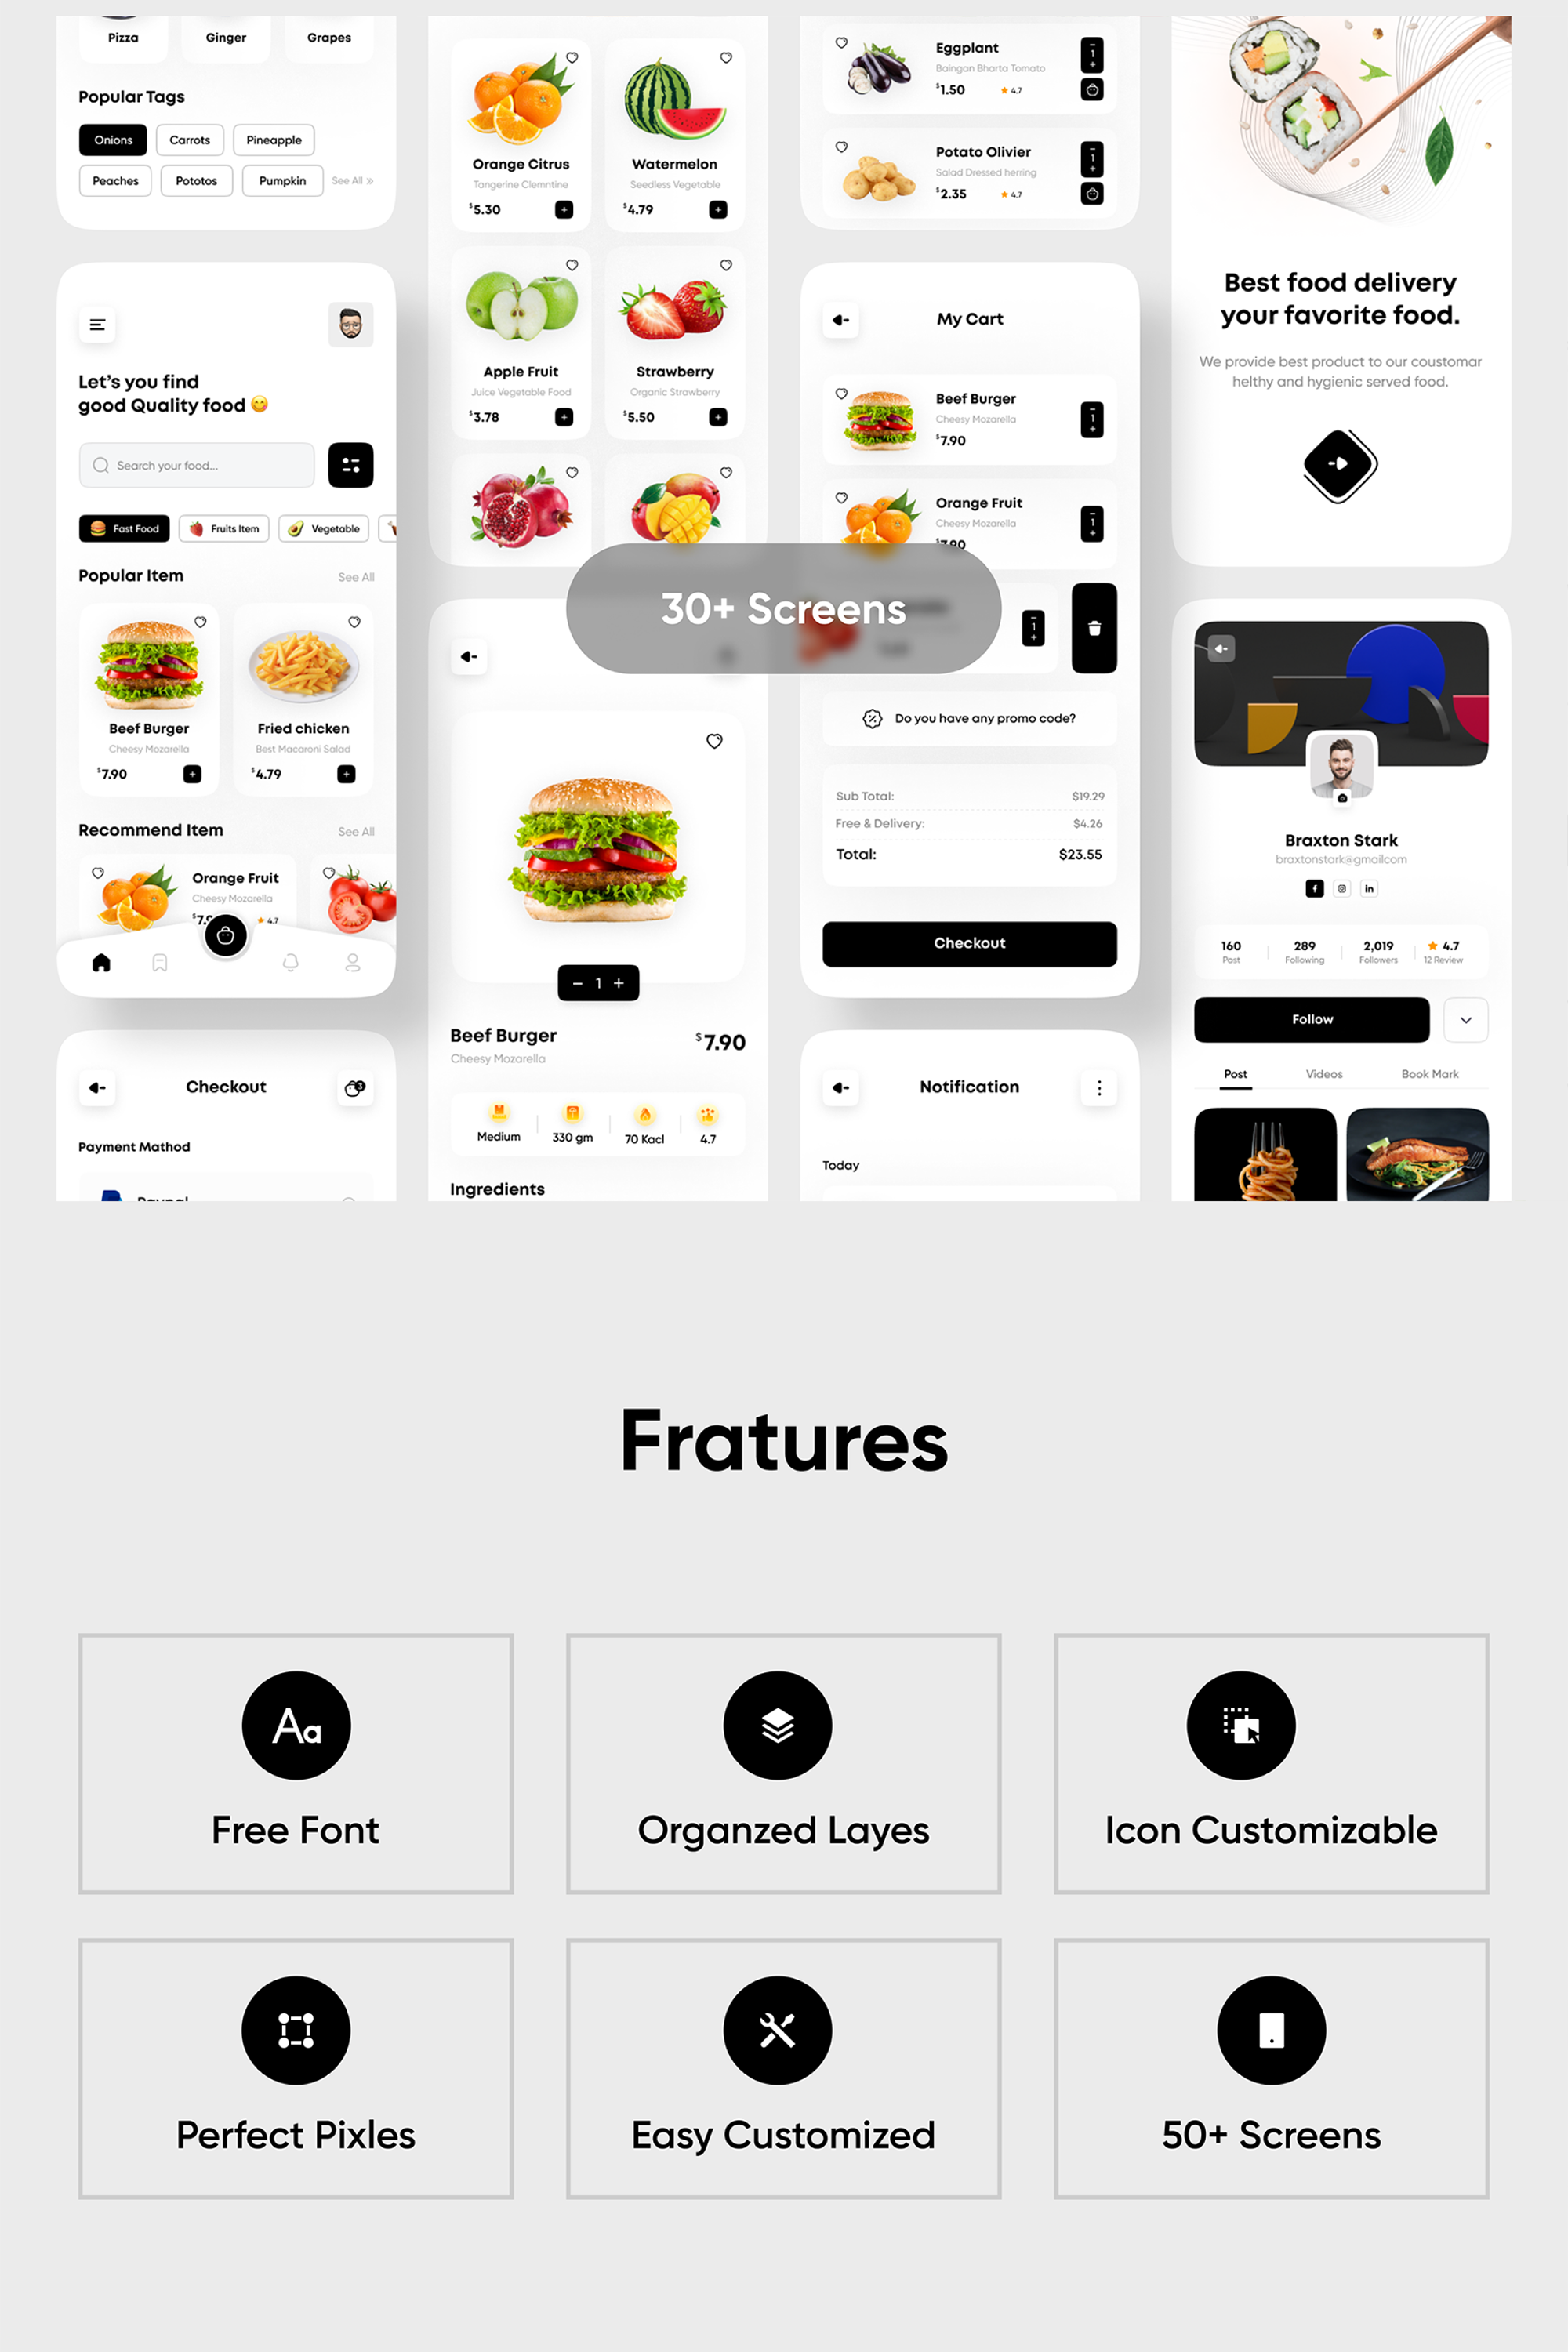 Pizza
Ginger
Grapes
Popular Tags
Onions
Carrots
Pineapple
Peaches
Pototos
Pumpkin
See All »
Let's you find
good Quality food 😋
Search your food...
Fast Food
Fruits Item
Vegetable
Popular Item
See All
Beef Burger
Cheesy Mozarella
$7.90
Fried chicken
Best Macaroni Salad
$4.79
Recommend Item
See All
Orange Fruit
Cheesy Mozarella
4.7
Checkout
Payment Mathod
Orange Citrus
Tangerine Clemntine
$5.30
Watermelon
Seedless Vegetable
$4.79
Apple Fruit
Juice Vegetable Food
$3.78
Strawberry
Organic Strawberry
$5.50
30+ Screens
- 1 +
Beef Burger
$7.90
Cheesy Mozarella
Medium
330 gm
70 Kacl
4.7
Ingredients
Eggplant
Baingan Bharta Tomato
$1.50
4.7
1
Potato Olivier
Salad Dressed herring
$2.35
4.7
1
My Cart
Beef Burger
Cheesy Mozarella
$7.90
1
Orange Fruit
Cheesy Mozarella
$7.90
1
1
Do you have any promo code?
Sub Total:
$19.29
Free & Delivery:
$4.26
Total:
$23.55
Checkout
Notification
Today
Best food delivery
your favorite food.
We provide best product to our coustomar
helthy and hygienic served food.
Braxton Stark
braxtonstark@gmailcom
160
Post
289
Following
2,019
Followers
4.7
12 Review
Follow
Post
Videos
Book Mark
Fratures
Aa
Free Font
Organzed Layes
Icon Customizable
Perfect Pixles
Easy Customized
50+ Screens